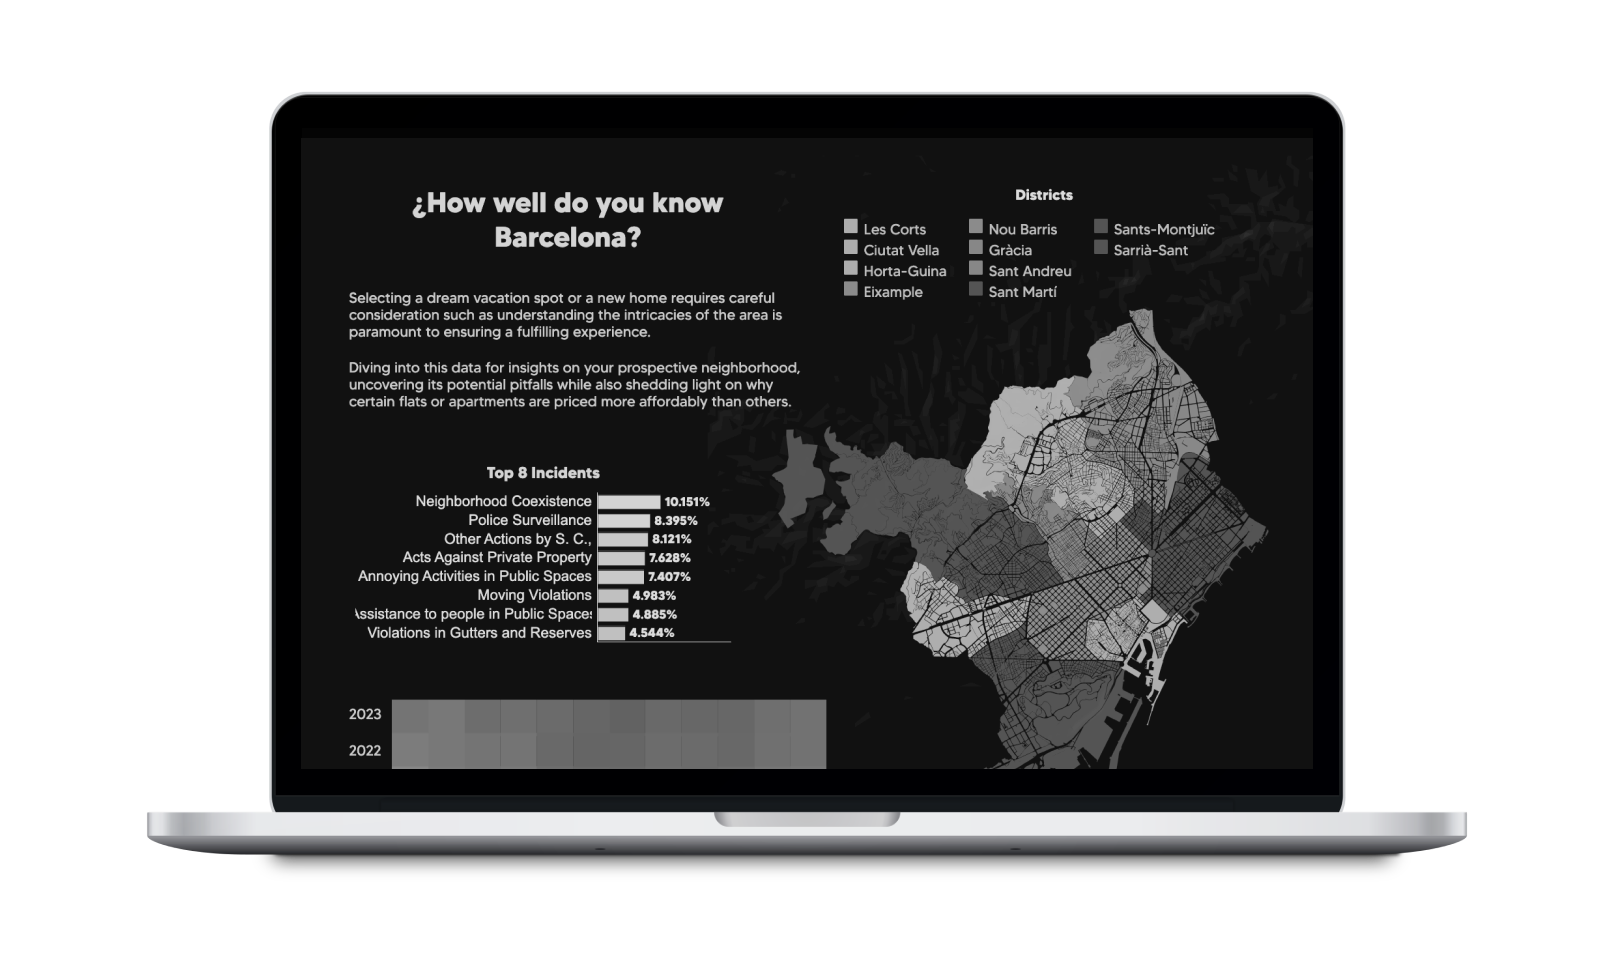 ¿How well do you know
Barcelona?
Selecting a dream vacation spot or a new home requires careful
consideration such as understanding the intricacies of the area is
paramount to ensuring a fulfilling experience.
Diving into this data for insights on your prospective neighborhood,
uncovering its potential pitfalls while also shedding light on why
certain flats or apartments are priced more affordably than others.
Top 8 Incidents
Neighborhood Coexistence 10.151%
Police Surveillance 8.395%
Other Actions by S. C., 8.121%
Acts Against Private Property 7.628%
Annoying Activities in Public Spaces 7.407%
Moving Violations 4.983%
Assistance to people in Public Spaces 4.885%
Violations in Gutters and Reserves 4.544%
2023
2022
Districts
Les Corts
Ciutat Vella
Horta-Guina
Eixample
Nou Barris
Gràcia
Sant Andreu
Sant Martí
Sants-Montjuïc
Sarrià-Sant